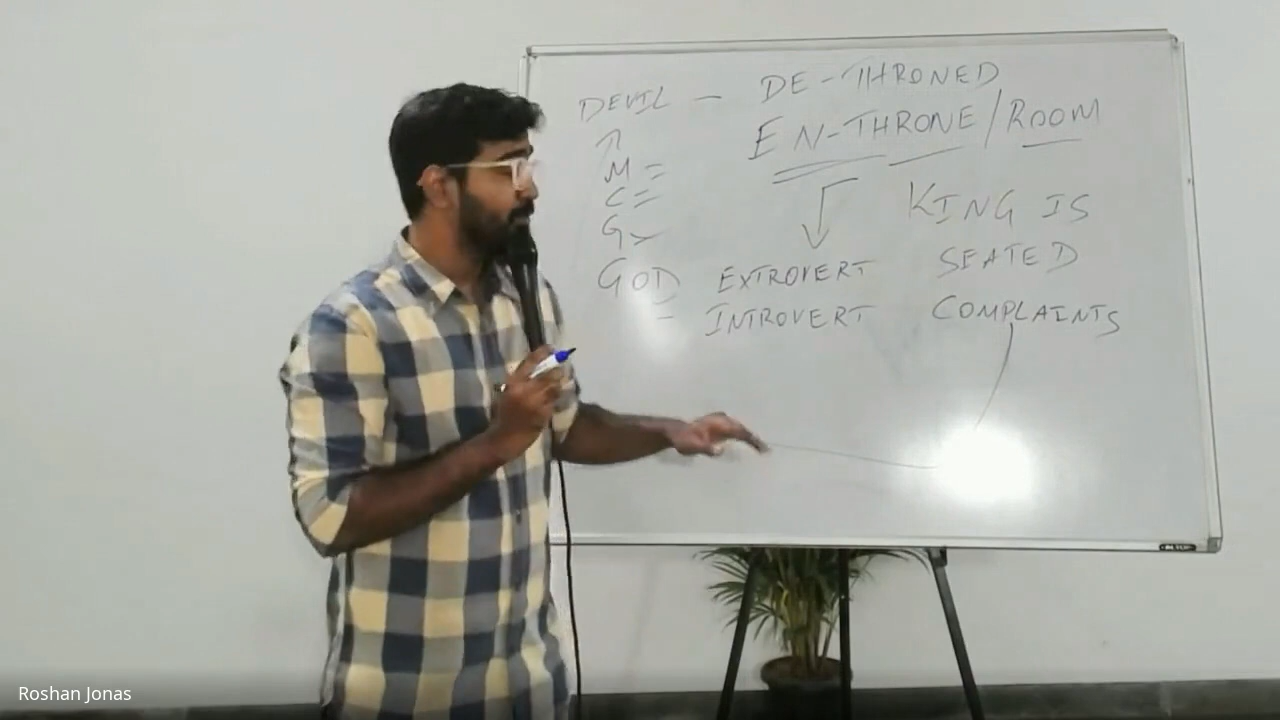 DEVIL – DE-THRONED
EN-THRONE/ROOM
M =
C =
G –
KING IS
SEATED
GOD EXTROVERT
- INTROVERT
COMPLAINTS
Roshan Jonas